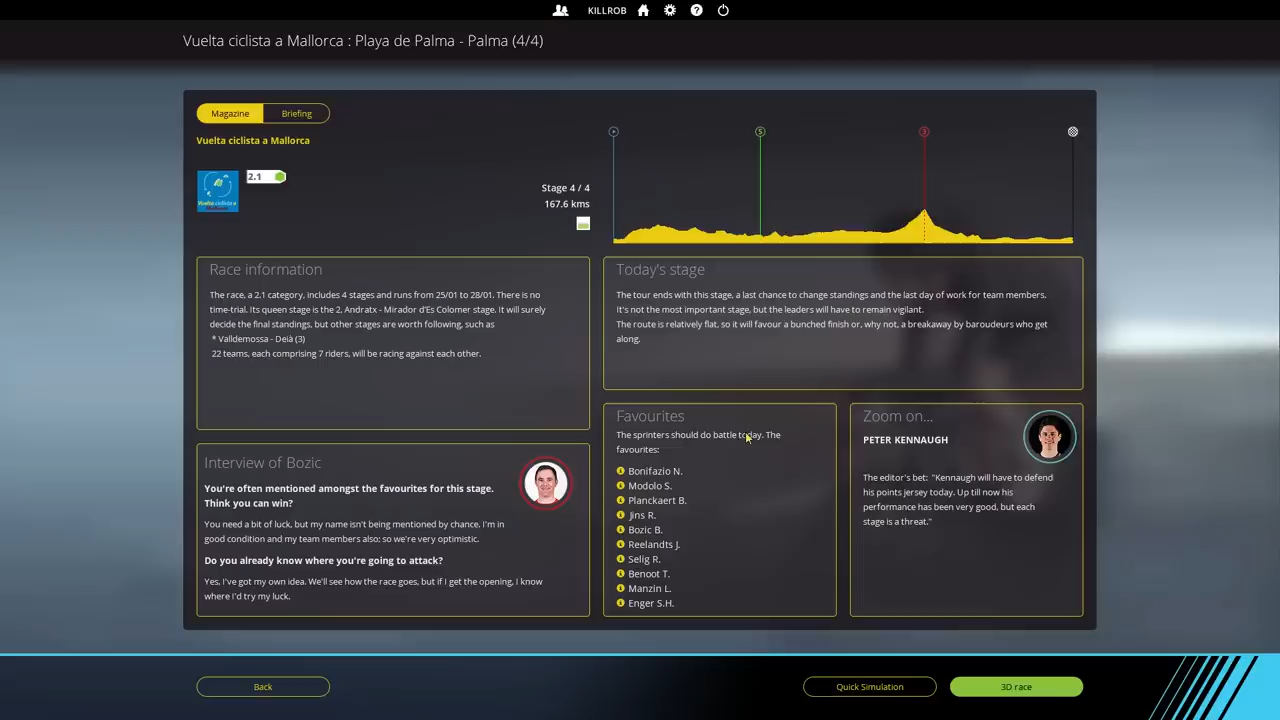 KILLROB
Vuelta ciclista a Mallorca : Playa de Palma - Palma (4/4)
Magazine
Briefing
Vuelta ciclista a Mallorca
2.1
Stage 4 / 4
167.6 kms
S
3
Race information
The race, a 2.1 category, includes 4 stages and runs from 25/01 to 28/01. There is no
time-trial. Its queen stage is the 2, Andratx - Mirador d'Es Colomer stage. It will surely
decide the final standings, but other stages are worth following, such as
* Valldemossa - Deià (3)
22 teams, each comprising 7 riders, will be racing against each other.
Today's stage
The tour ends with this stage, a last chance to change standings and the last day of work for team members.
It's not the most important stage, but the leaders will have to remain vigilant.
The route is relatively flat, so it will favour a bunched finish or, why not, a breakaway by baroudeurs who get
along.
Interview of Bozic
You're often mentioned amongst the favourites for this stage.
Think you can win?
You need a bit of luck, but my name isn't being mentioned by chance. I'm in
good condition and my team members also; so we're very optimistic.
Do you already know where you're going to attack?
Yes, I've got my own idea. We'll see how the race goes, but if I get the opening, I know
where I'd try my luck.
Favourites
The sprinters should do battle today. The
favourites:
Bonifazio N.
Modolo S.
Planckaert B.
Jins R.
Bozic B.
Reelandts J.
Selig R.
Benoot T.
Manzin L.
Enger S.H.
Zoom on...
PETER KENNAUGH
The editor's bet: "Kennaugh will have to defend
his points jersey today. Up till now his
performance has been very good, but each
stage is a threat."
Back
Quick Simulation
3D race